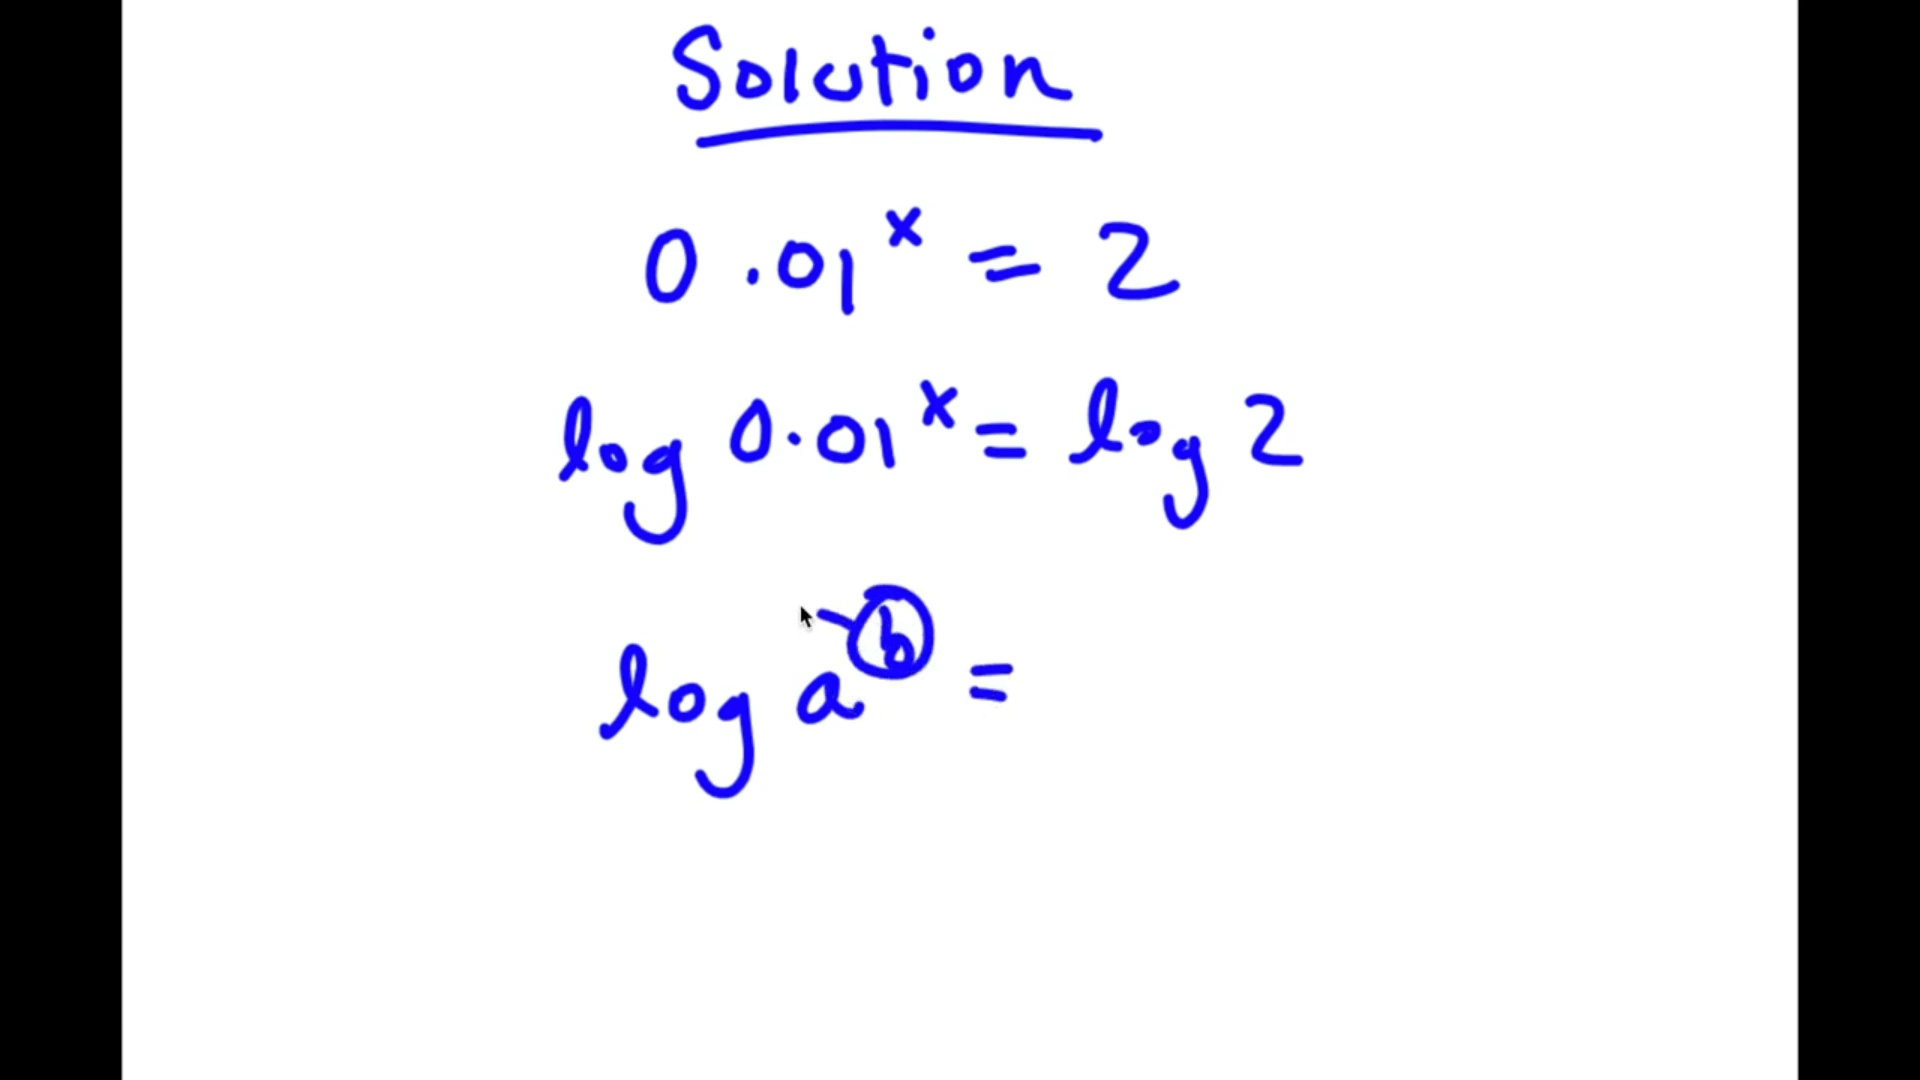 Solution
0.01^x = 2
log 0.01^x = log 2
log a^b =